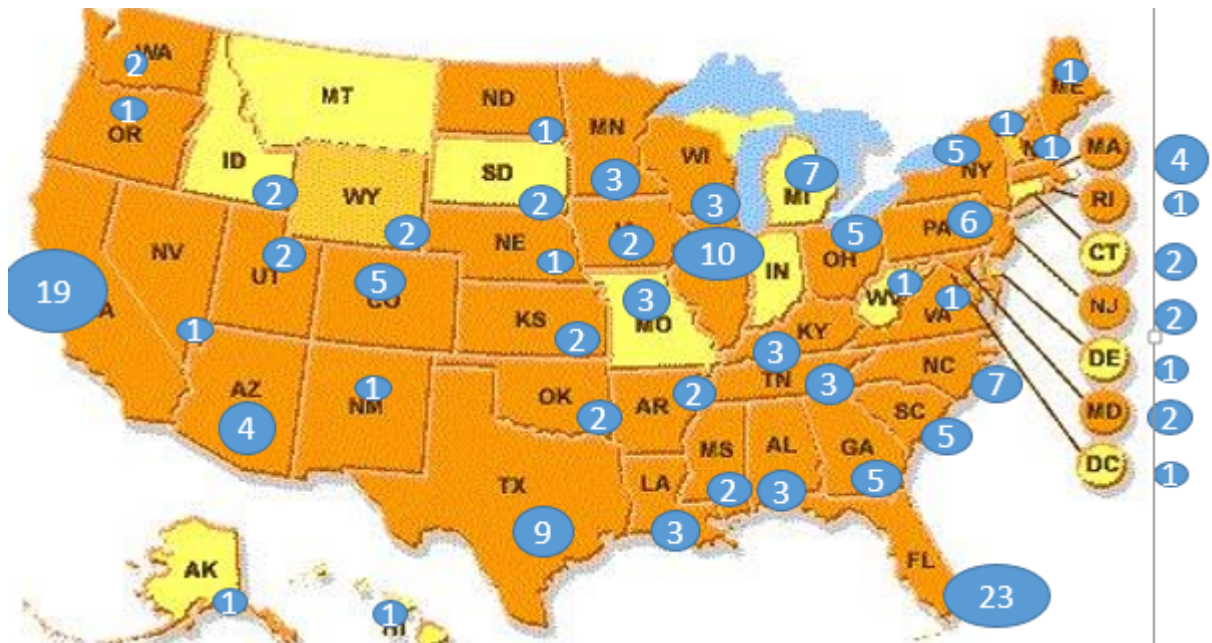 WA
2
1
OR
MT
ID
2
ND
1
SD
2
WY
2
MN
3
WI
3
7
MI
1
ME
1
1
5
NY
MA
4
RI
1
CT
2
NJ
2
DE
1
MD
2
DC
1
19
A
NV
1
UT
2
5
NE
1
2
10
IN
5
OH
PA
6
KS
2
3
MO
KY
3
WV
1
VA
1
AZ
4
1
NM
OK
2
AR
2
TN
3
NC
7
SC
5
TX
9
LA
3
MS
2
AL
3
GA
5
FL
23
AK
1
1